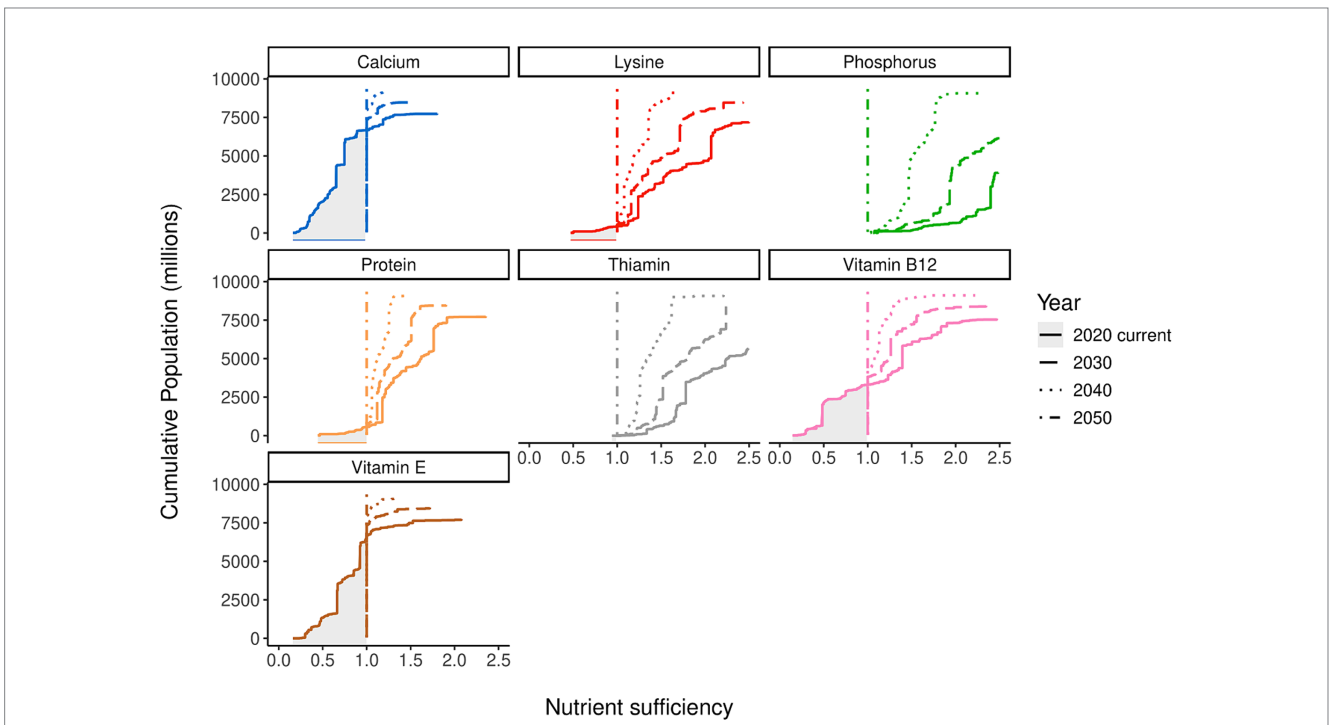 Calcium
Lysine
Phosphorus
10000
7500
5000
2500
0
Protein
Thiamin
Vitamin B12
10000
7500
5000
2500
0
0.0 0.5 1.0 1.5 2.0 2.5 0.0 0.5 1.0 1.5 2.0 2.5
Vitamin E
10000
7500
5000
2500
0
0.0 0.5 1.0 1.5 2.0 2.5
Cumulative Population (millions)
Nutrient sufficiency
Year
2020 current
2030
2040
2050